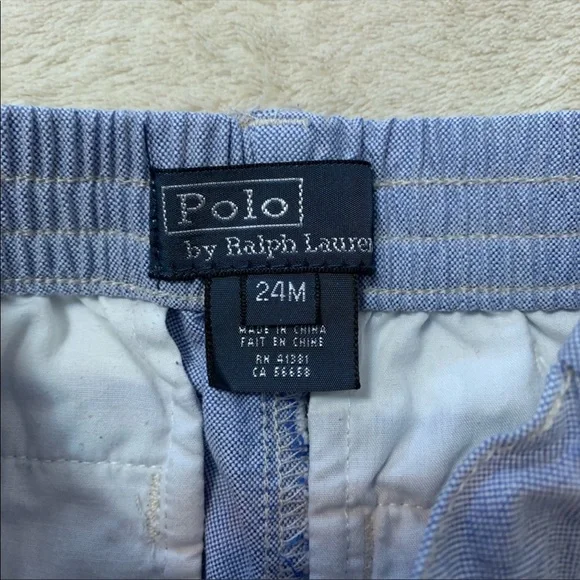 Polo
by Ralph Lauren
24M
MADE IN CHINA
FAIT EN CHINE
RN 41381
CA 56658